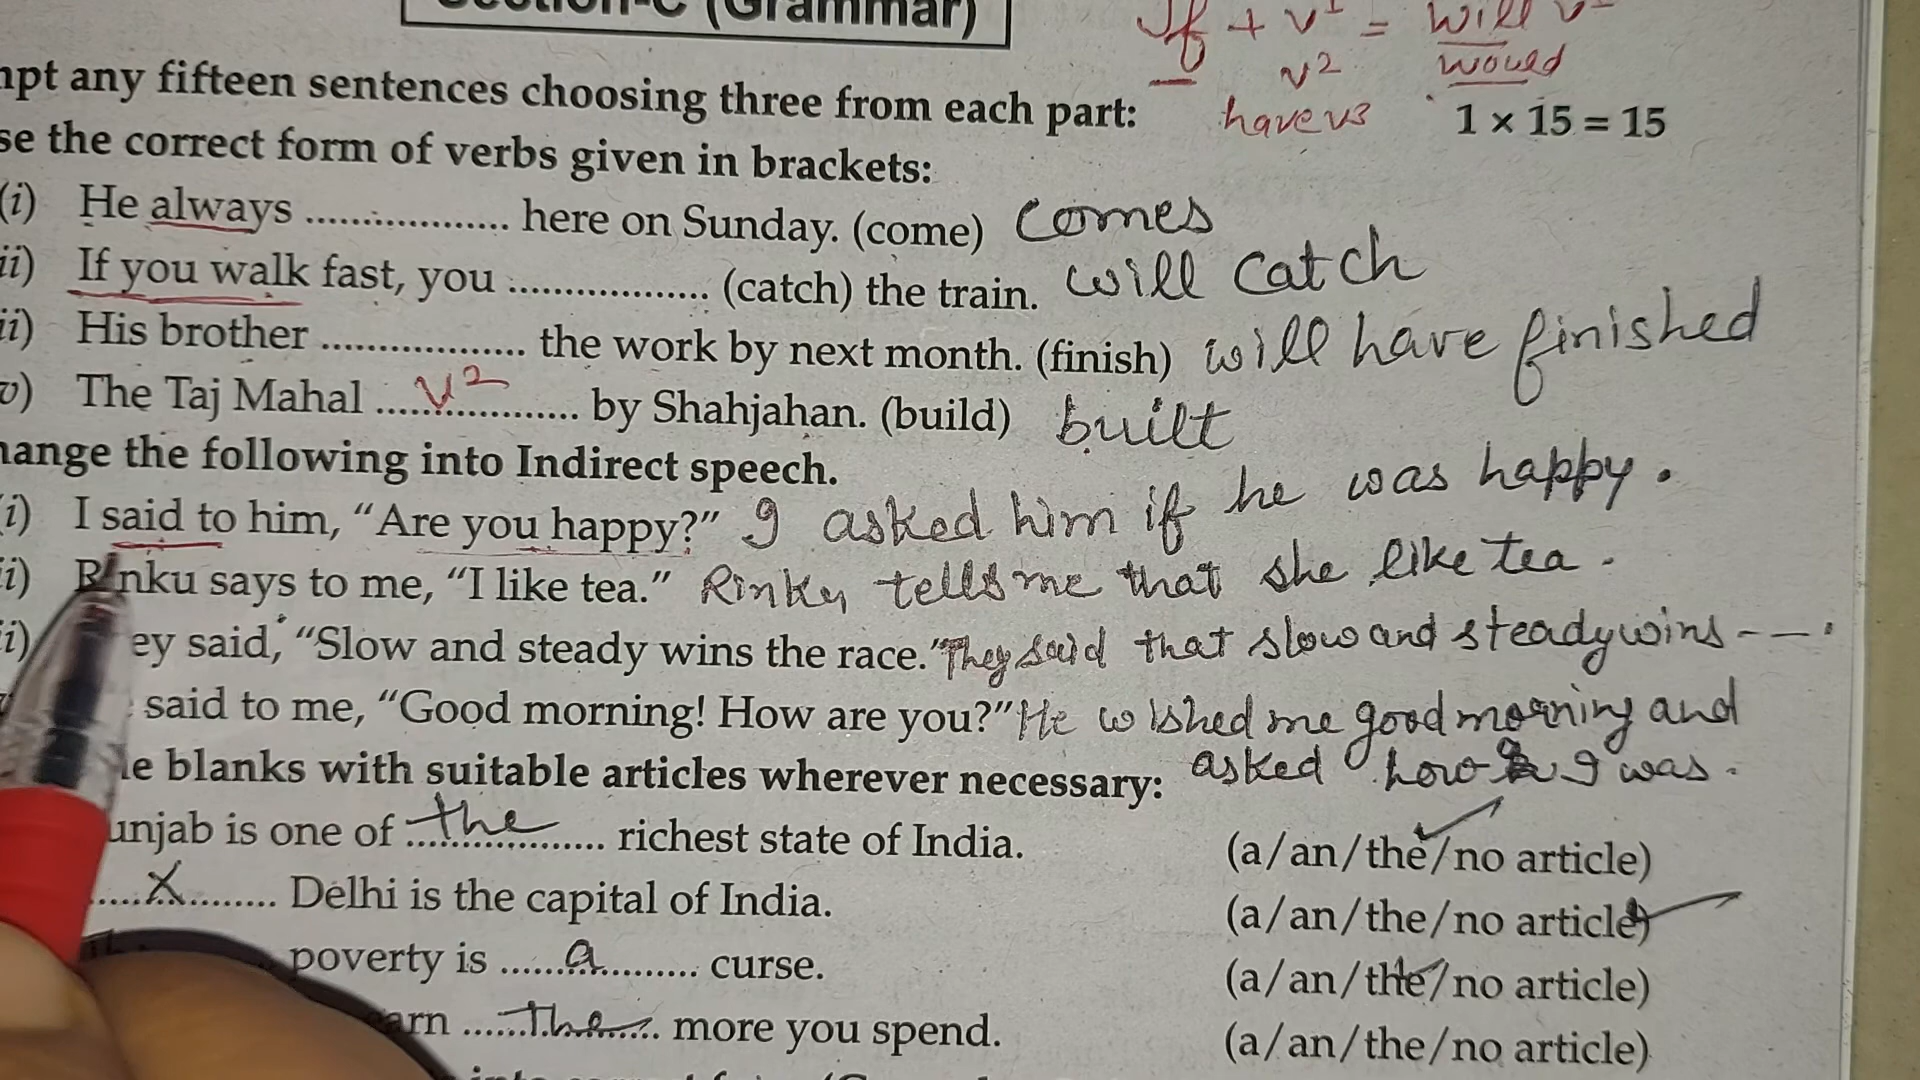 Section-C (Grammar)
If + v¹ = will v¹
v² would
have v3
mpt any fifteen sentences choosing three from each part: 1 × 15 = 15
se the correct form of verbs given in brackets:
(i) He always .................. here on Sunday. (come) comes
ii) If you walk fast, you .................. (catch) the train. will catch
ii) His brother .................. the work by next month. (finish) will have finished
v) The Taj Mahal ......v²............ by Shahjahan. (build) built
hange the following into Indirect speech.
i) I said to him, “Are you happy?” I asked him if he was happy.
i) Rinku says to me, “I like tea.” Rinku tells me that she like tea.
i) ey said, “Slow and steady wins the race.” They said that slow and steady wins - - - .
said to me, “Good morning! How are you?” He wished me good morning and
asked how I was.
le blanks with suitable articles wherever necessary:
unjab is one of ...the... richest state of India. (a/an/the/no article)
.....X......... Delhi is the capital of India. (a/an/the/no article)
poverty is ......a.......... curse. (a/an/the/no article)
arn ......The...... more you spend. (a/an/the/no article)